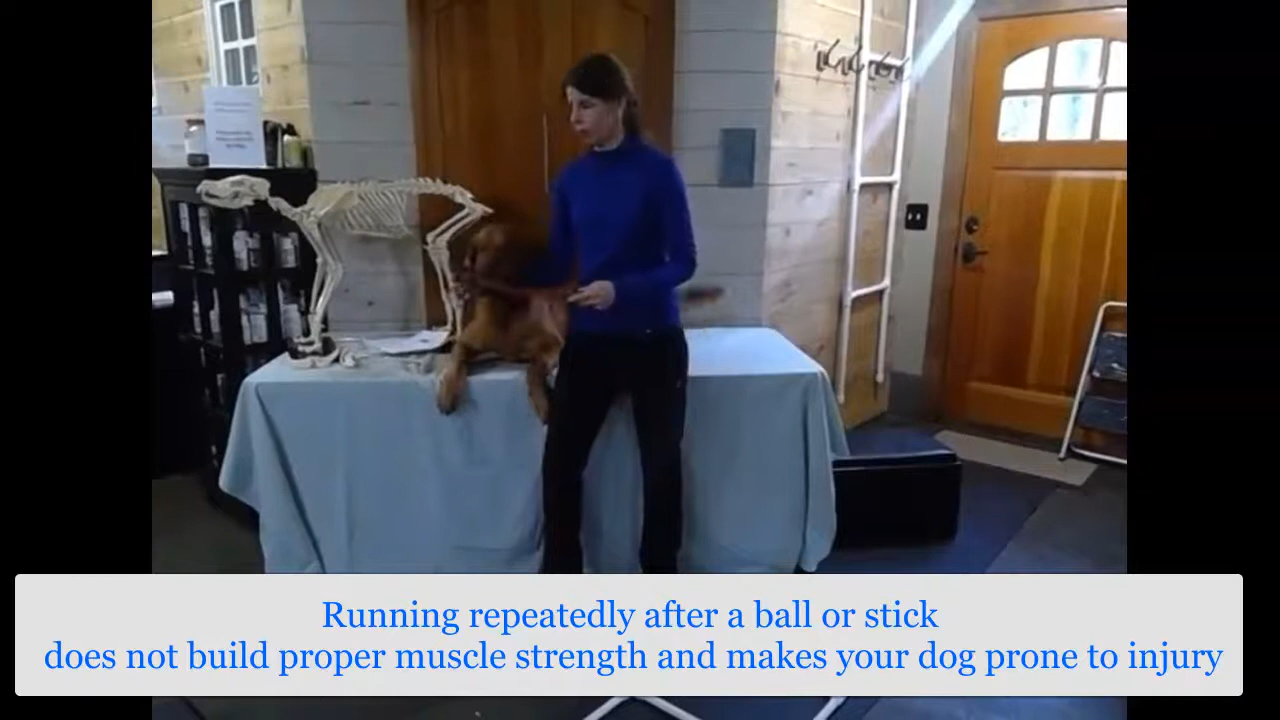 Running repeatedly after a ball or stick
does not build proper muscle strength and makes your dog prone to injury